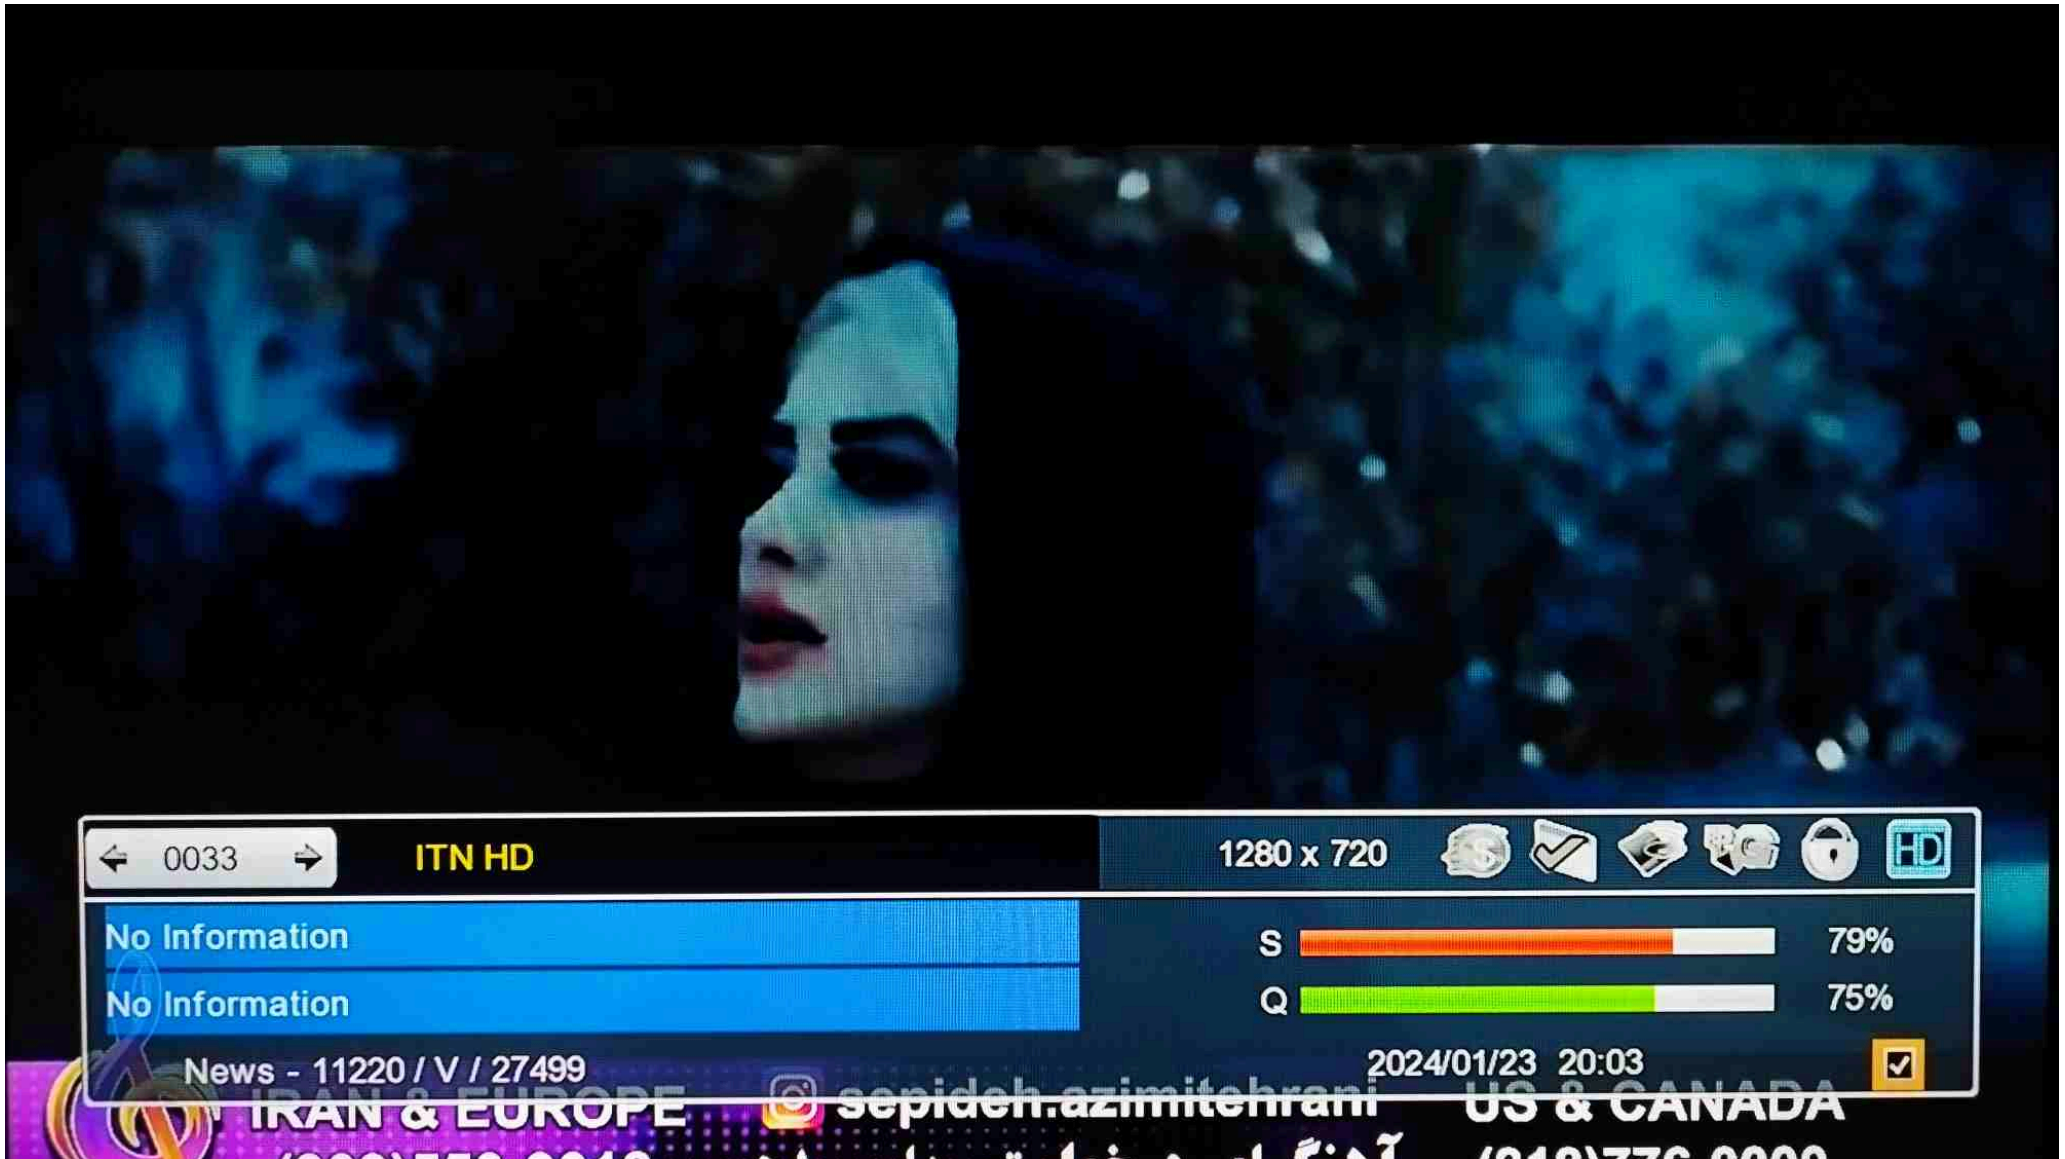 0033 ITN HD 1280 x 720 HD
No Information
S 79%
No Information
Q 75%
News - 11220 / V / 27499 2024/01/23 20:03
IRAN & EUROPE sepideh.azimitehrani US & CANADA